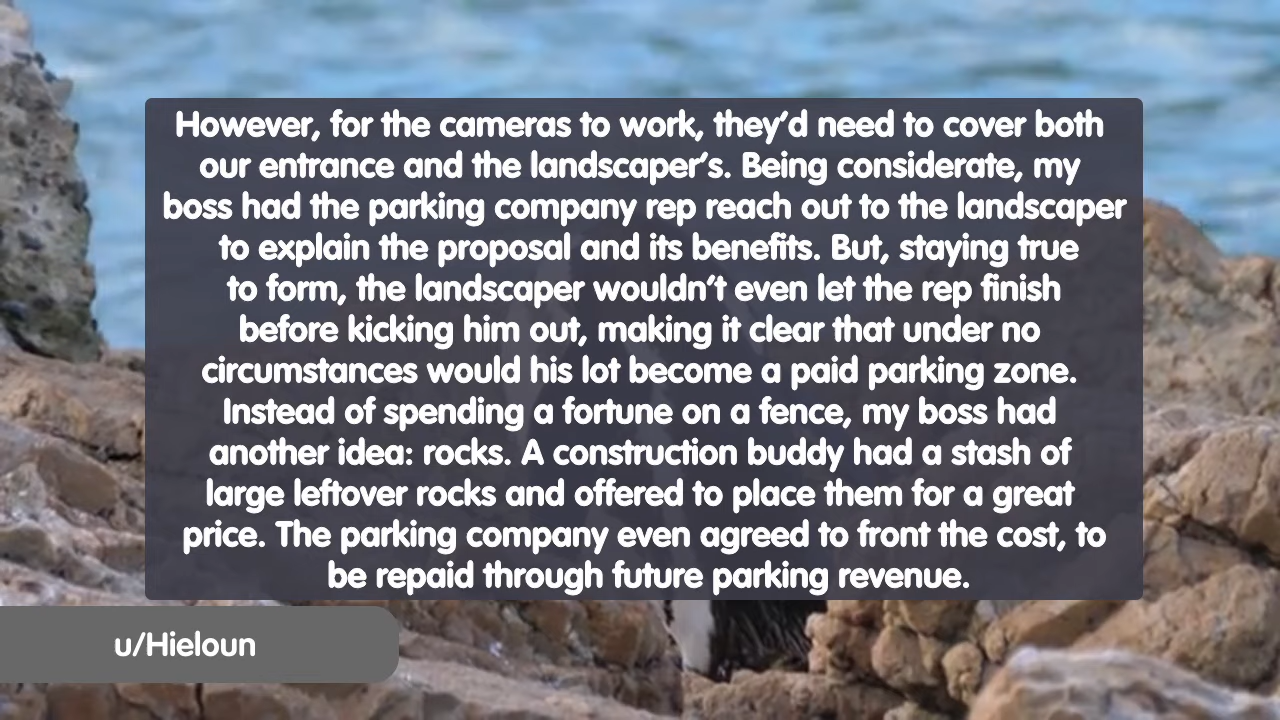 However, for the cameras to work, they’d need to cover both
our entrance and the landscaper’s. Being considerate, my
boss had the parking company rep reach out to the landscaper
to explain the proposal and its benefits. But, staying true
to form, the landscaper wouldn’t even let the rep finish
before kicking him out, making it clear that under no
circumstances would his lot become a paid parking zone.
Instead of spending a fortune on a fence, my boss had
another idea: rocks. A construction buddy had a stash of
large leftover rocks and offered to place them for a great
price. The parking company even agreed to front the cost, to
be repaid through future parking revenue.
u/Hieloun